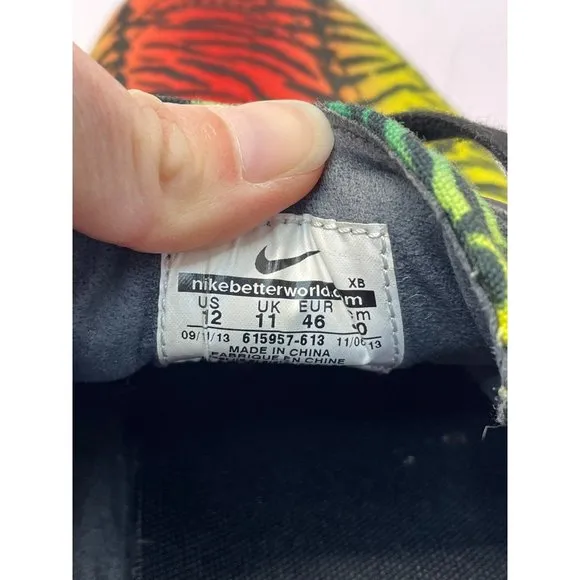 XB
nikebetterworld.c m
US UK EUR cm
12 11 46
09/11/13 615957-613 11/06/13
MADE IN CHINA
FABRIQUE EN CHINE